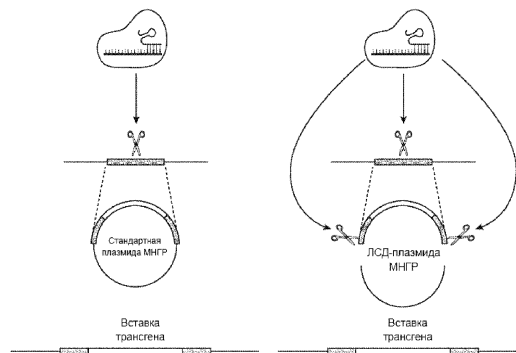 Стандартная
плазмида МНГР
ЛСД-плазмида
МНГР
Вставка
трансгена
Вставка
трансгена